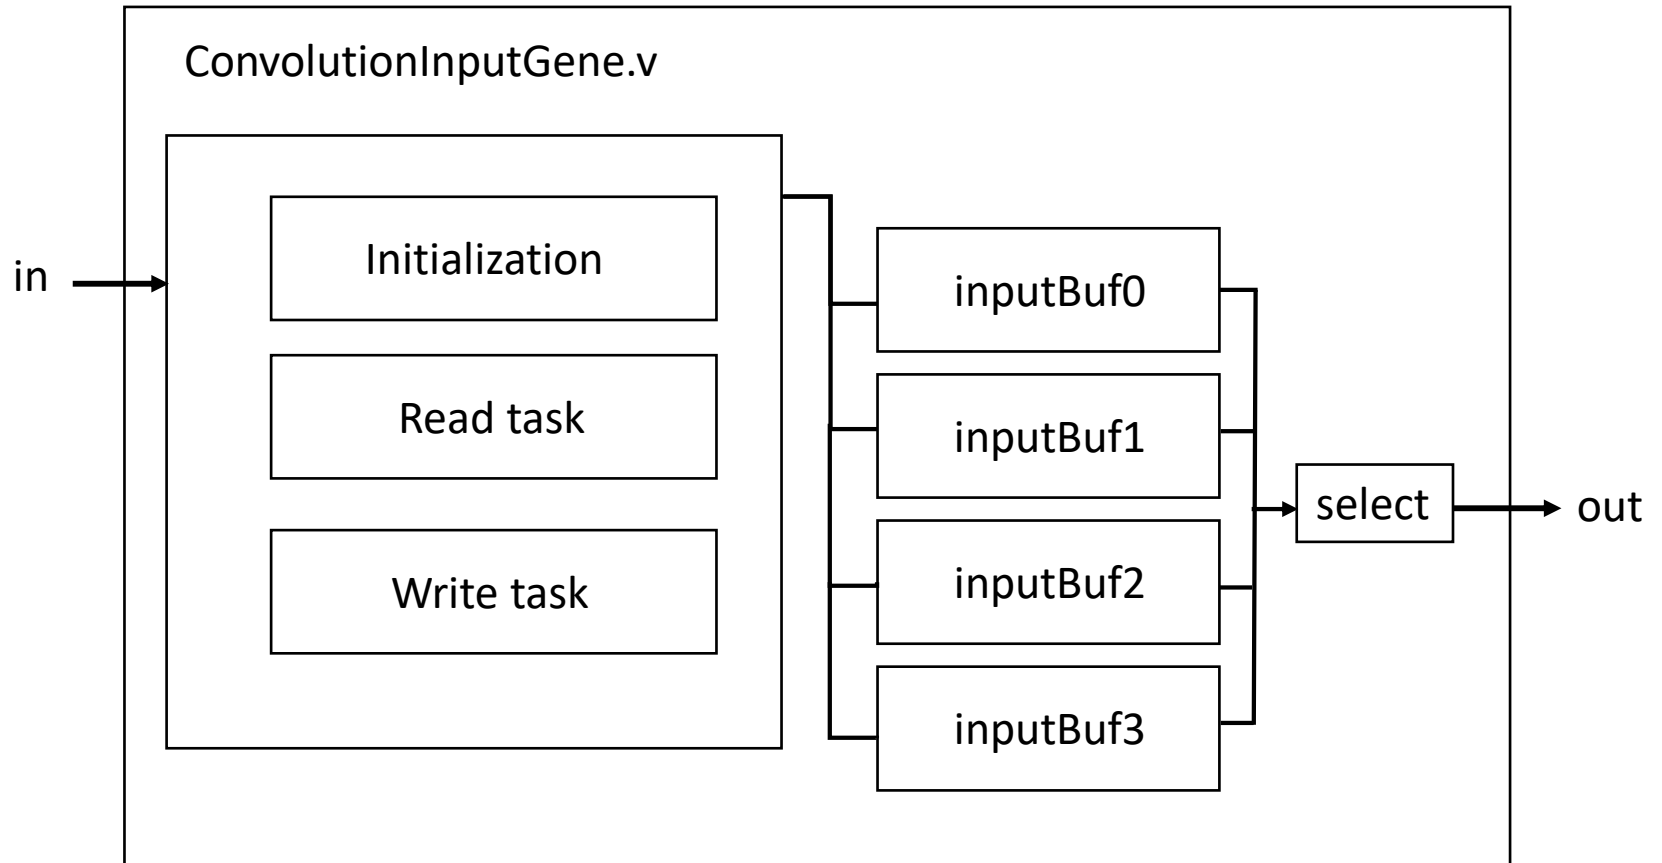 ConvolutionInputGene.v
in
Initialization
Read task
Write task
inputBuf0
inputBuf1
inputBuf2
inputBuf3
select
out